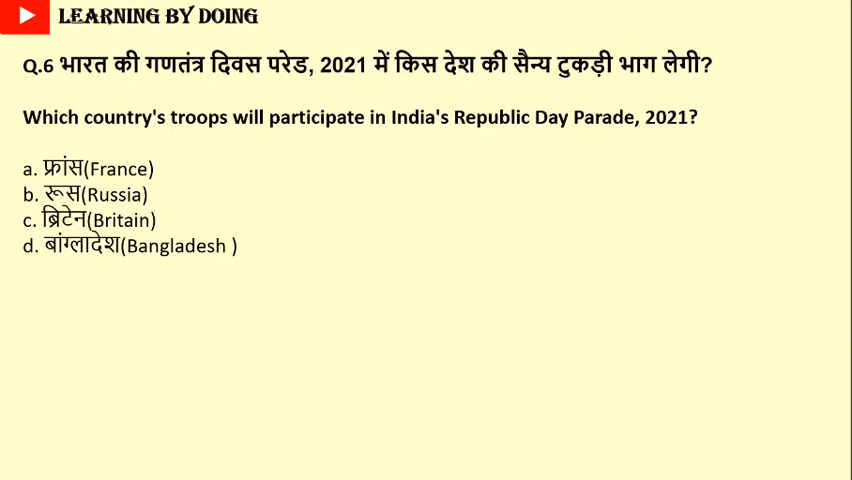 LEARNING BY DOING
Q.6 भारत की गणतंत्र दिवस परेड, 2021 में किस देश की सैन्य टुकड़ी भाग लेगी?
Which country's troops will participate in India's Republic Day Parade, 2021?
a. फ्रांस(France)
b. रूस(Russia)
c. ब्रिटेन(Britain)
d. बांग्लादेश(Bangladesh )